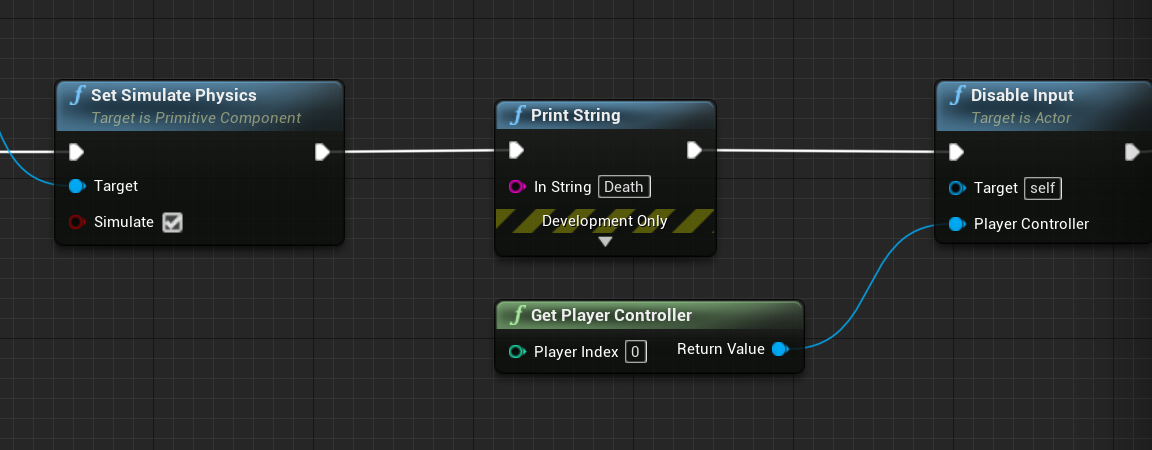 Set Simulate Physics
Target is Primitive Component
Target
Simulate
Print String
In String Death
Development Only
Get Player Controller
Player Index 0 Return Value
Disable Input
Target is Actor
Target self
Player Controller